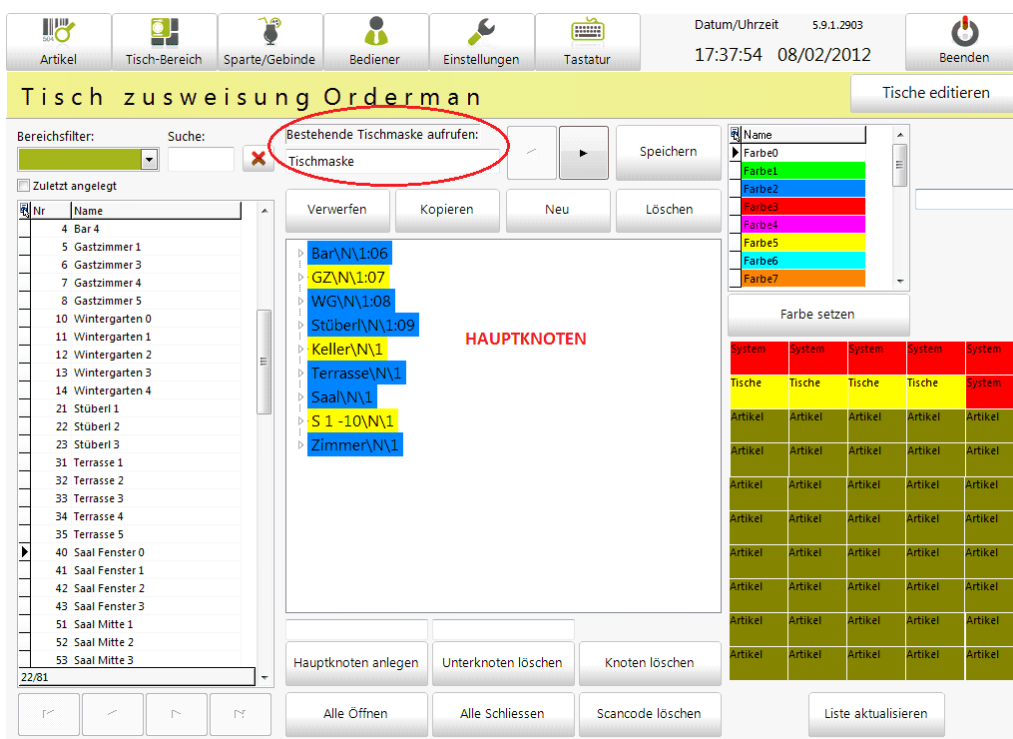 504
Artikel
Tisch-Bereich
Sparte/Gebinde
Bediener
Einstellungen
Tastatur
Datum/Uhrzeit 5.9.1.2903
17:37:54 08/02/2012
Beenden
Tisch zusweisung Orderman
Tische editieren
Bereichsfilter:
Suche:
Zuletzt angelegt
Bestehende Tischmaske aufrufen:
Tischmaske
Speichern
Verwerfen
Kopieren
Neu
Löschen
Nr Name
4 Bar 4
5 Gastzimmer 1
6 Gastzimmer 3
7 Gastzimmer 4
8 Gastzimmer 5
10 Wintergarten 0
11 Wintergarten 1
12 Wintergarten 2
13 Wintergarten 3
14 Wintergarten 4
21 Stüberl 1
22 Stüberl 2
23 Stüberl 3
31 Terrasse 1
32 Terrasse 2
33 Terrasse 3
34 Terrasse 4
35 Terrasse 5
40 Saal Fenster 0
41 Saal Fenster 1
42 Saal Fenster 2
43 Saal Fenster 3
51 Saal Mitte 1
52 Saal Mitte 2
53 Saal Mitte 3
22/81
Bar\N\1:06
GZ\N\1:07
WG\N\1:08
Stüberl\N\1:09
Keller\N\1
Terrasse\N\1
Saal\N\1
S 1 -10\N\1
Zimmer\N\1
HAUPTKNOTEN
Hauptknoten anlegen
Unterknoten löschen
Knoten löschen
Alle Öffnen
Alle Schliessen
Scancode löschen
Name
Farbe0
Farbe1
Farbe2
Farbe3
Farbe4
Farbe5
Farbe6
Farbe7
Farbe setzen
System System System System System
Tische Tische Tische Tische System
Artikel Artikel Artikel Artikel Artikel
Artikel Artikel Artikel Artikel Artikel
Artikel Artikel Artikel Artikel Artikel
Artikel Artikel Artikel Artikel Artikel
Artikel Artikel Artikel Artikel Artikel
Artikel Artikel Artikel Artikel Artikel
Artikel Artikel Artikel Artikel Artikel
Artikel Artikel Artikel Artikel Artikel
Liste aktualisieren